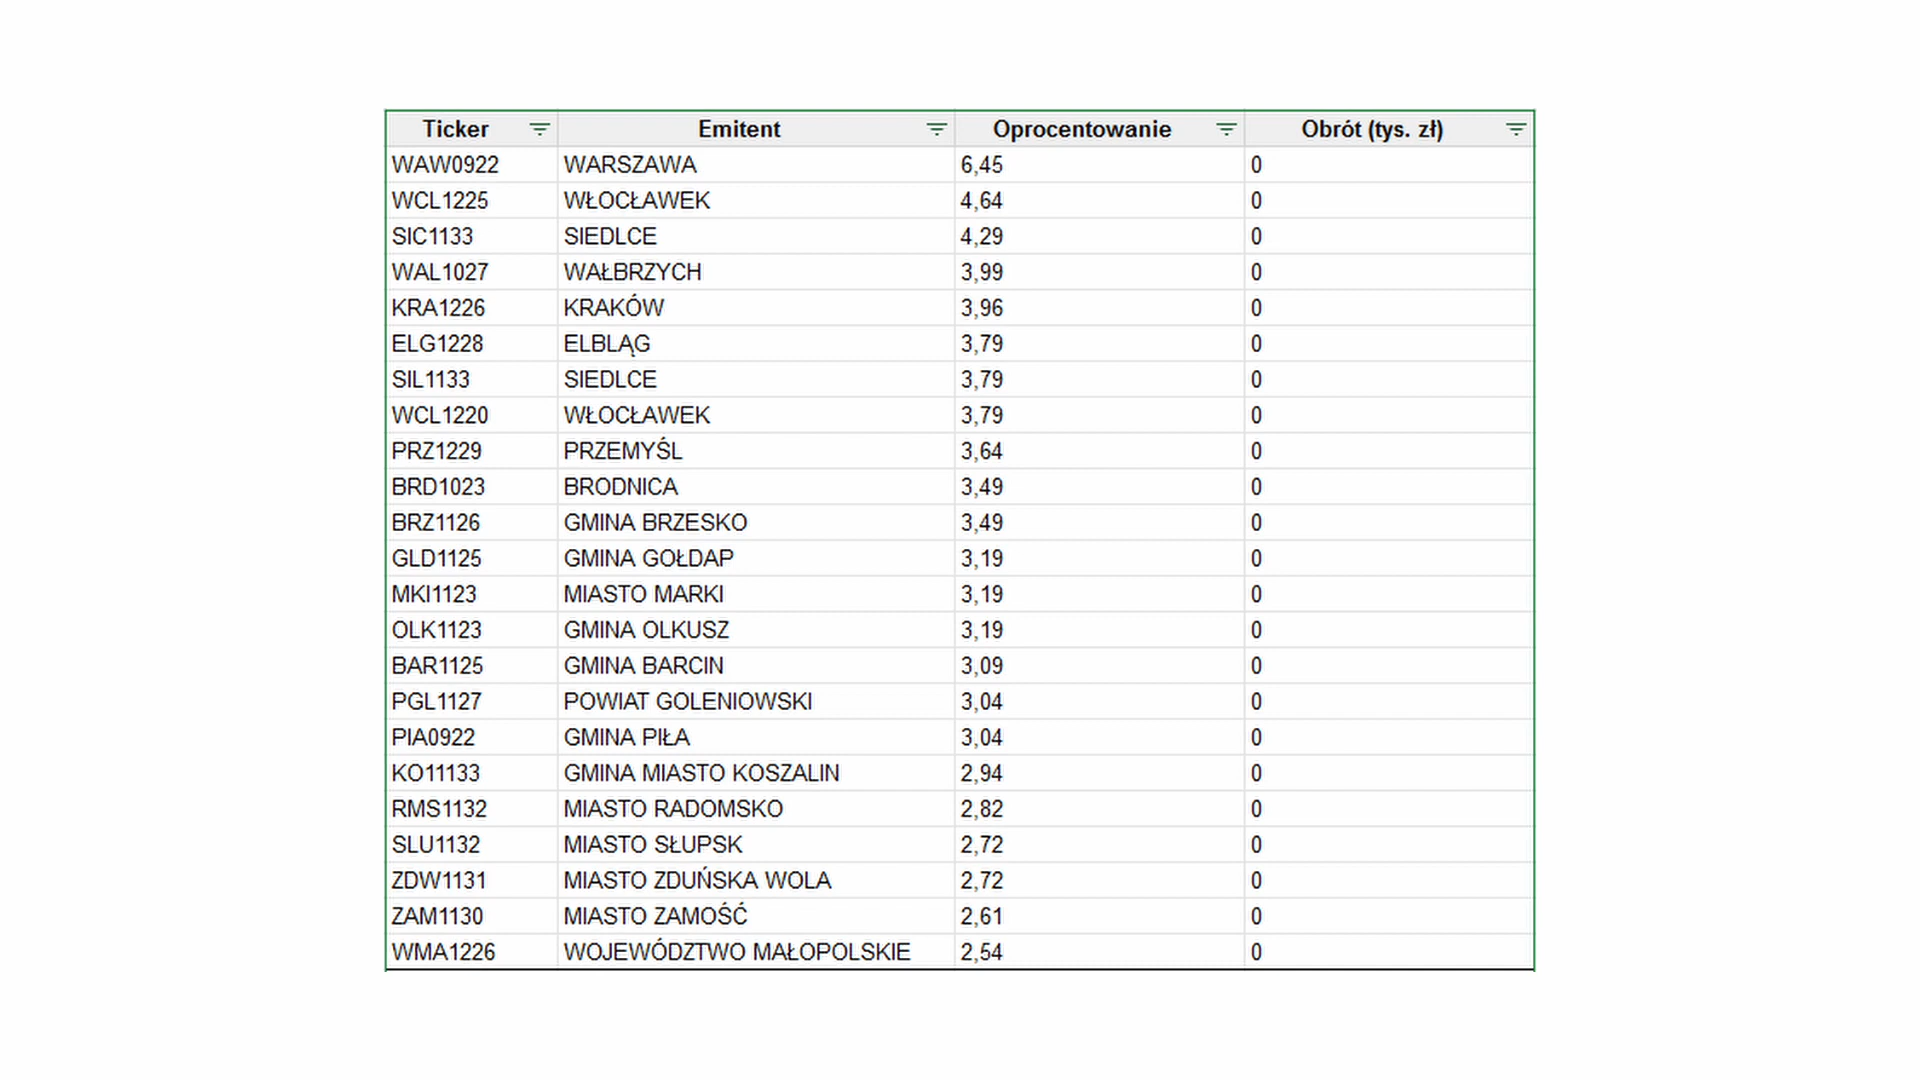 Ticker Emitent Oprocentowanie Obrót (tys. zł)
WAW0922 WARSZAWA 6,45 0
WCL1225 WŁOCŁAWEK 4,64 0
SIC1133 SIEDLCE 4,29 0
WAL1027 WAŁBRZYCH 3,99 0
KRA1226 KRAKÓW 3,96 0
ELG1228 ELBLĄG 3,79 0
SIL1133 SIEDLCE 3,79 0
WCL1220 WŁOCŁAWEK 3,79 0
PRZ1229 PRZEMYŚL 3,64 0
BRD1023 BRODNICA 3,49 0
BRZ1126 GMINA BRZESKO 3,49 0
GLD1125 GMINA GOŁDAP 3,19 0
MKI1123 MIASTO MARKI 3,19 0
OLK1123 GMINA OLKUSZ 3,19 0
BAR1125 GMINA BARCIN 3,09 0
PGL1127 POWIAT GOLENIOWSKI 3,04 0
PIA0922 GMINA PIŁA 3,04 0
KO11133 GMINA MIASTO KOSZALIN 2,94 0
RMS1132 MIASTO RADOMSKO 2,82 0
SLU1132 MIASTO SŁUPSK 2,72 0
ZDW1131 MIASTO ZDUŃSKA WOLA 2,72 0
ZAM1130 MIASTO ZAMOŚĆ 2,61 0
WMA1226 WOJEWÓDZTWO MAŁOPOLSKIE 2,54 0